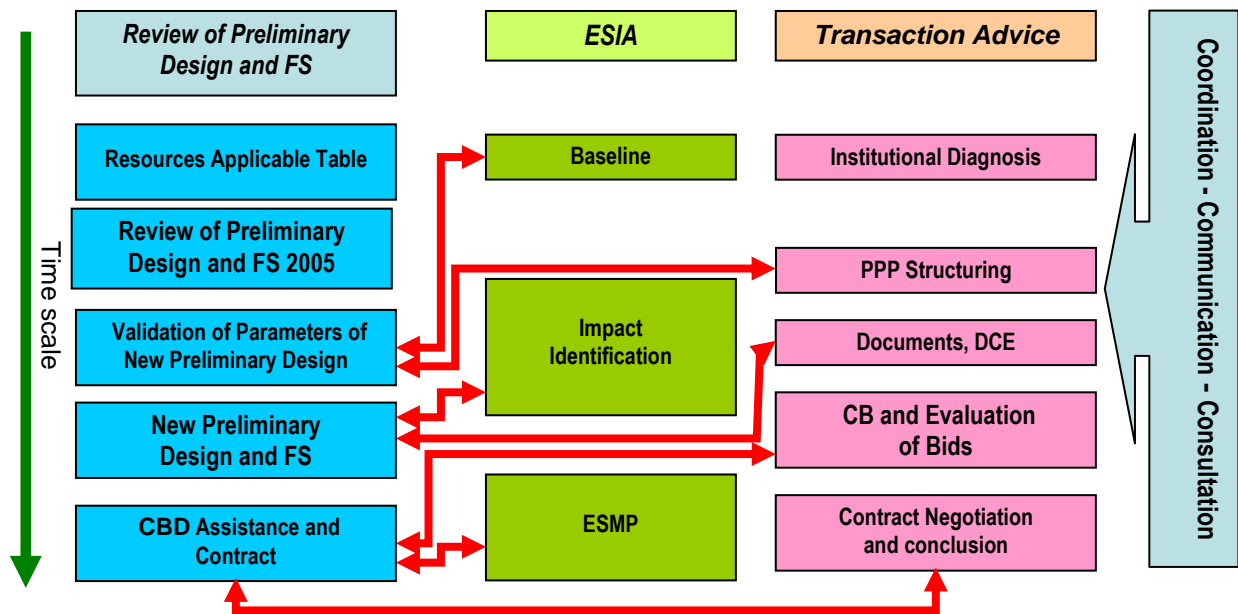 Review of Preliminary
Design and FS
ESIA
Transaction Advice
Resources Applicable Table
Baseline
Institutional Diagnosis
Review of Preliminary
Design and FS 2005
PPP Structuring
Validation of Parameters of
New Preliminary Design
Impact
Identification
Documents, DCE
New Preliminary
Design and FS
CB and Evaluation
of Bids
CBD Assistance and
Contract
ESMP
Contract Negotiation
and conclusion
Time scale
Coordination - Communication - Consultation